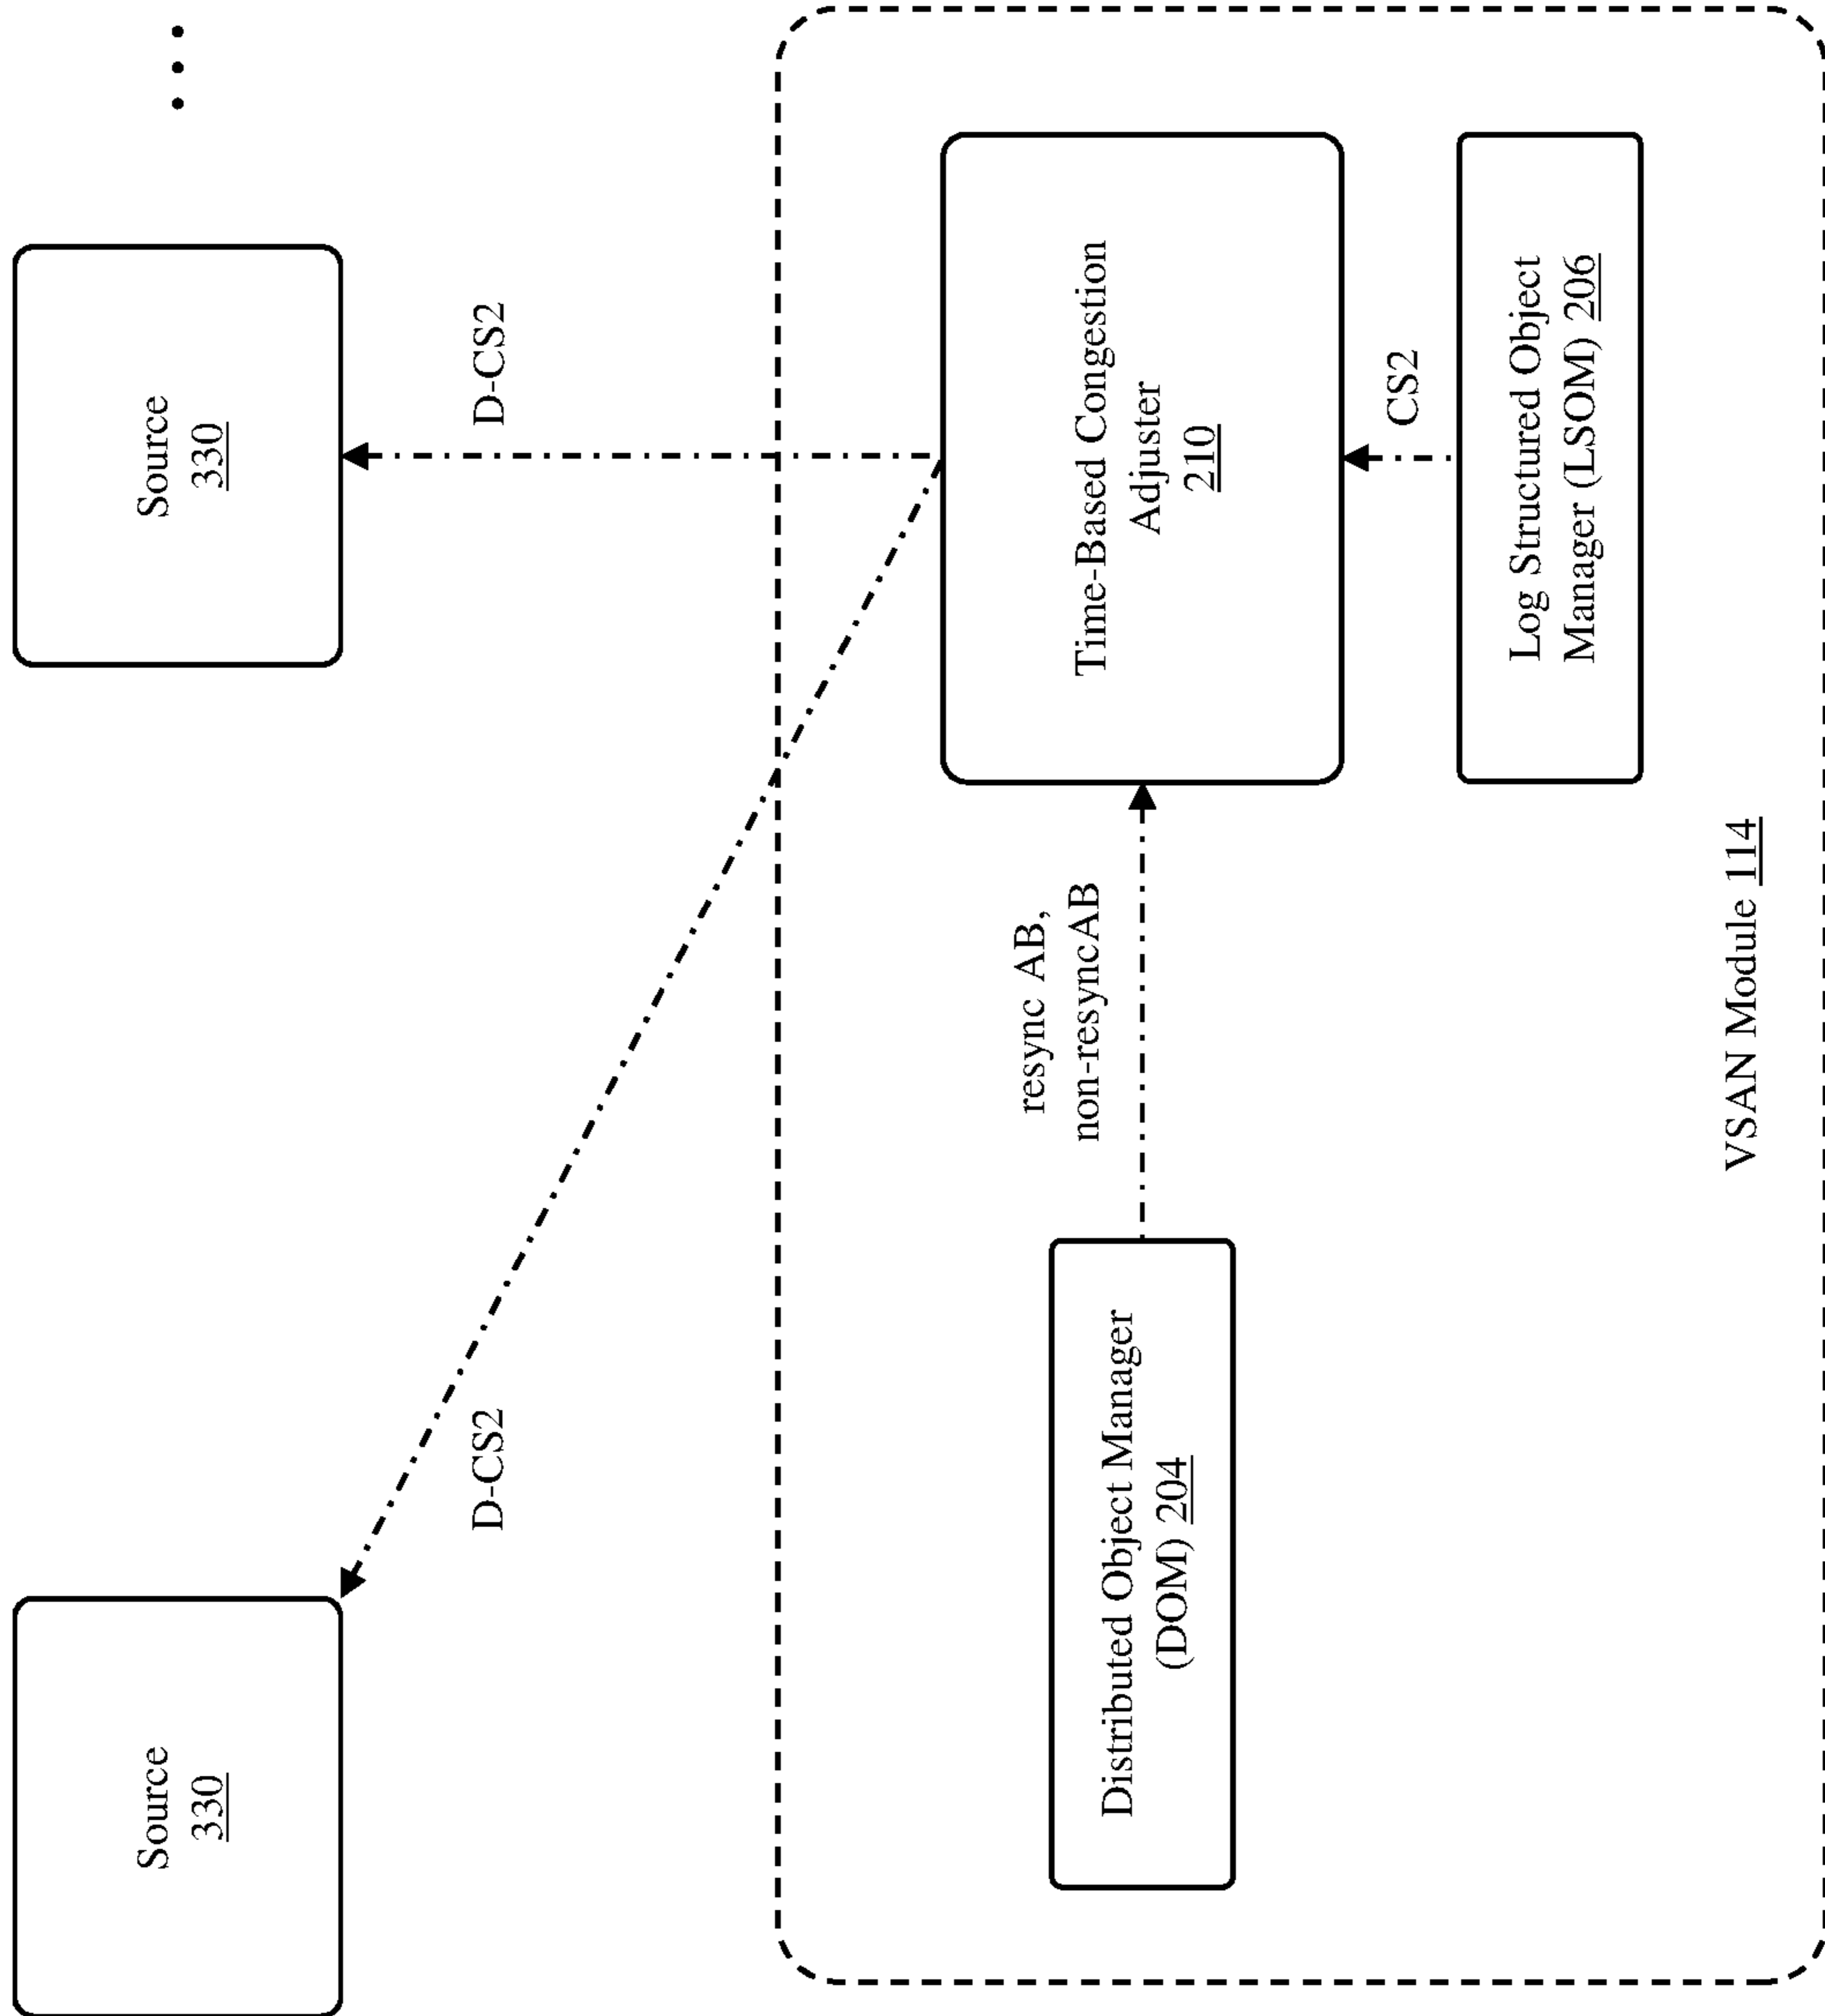 Source
330
Source
330
D-CS2
D-CS2
Distributed Object Manager
(DOM) 204
resync AB,
non-resyncAB
Time-Based Congestion
Adjuster
210
CS2
Log Structured Object
Manager (LSOM) 206
VSAN Module 114